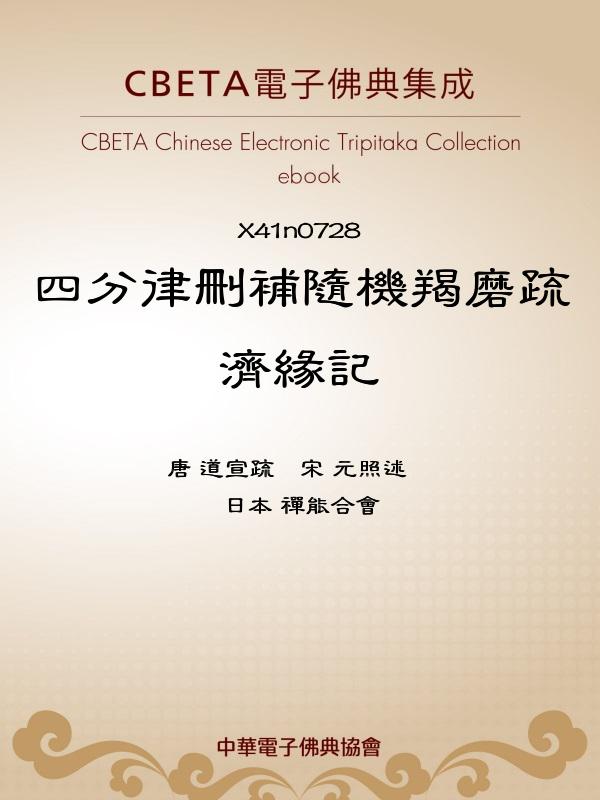 CBETA電子佛典集成
CBETA Chinese Electronic Tripitaka Collection
ebook
X41n0728
四分律刪補隨機羯磨疏
濟緣記
唐 道宣疏　宋 元照述
日本 禪能合會
中華電子佛典協會